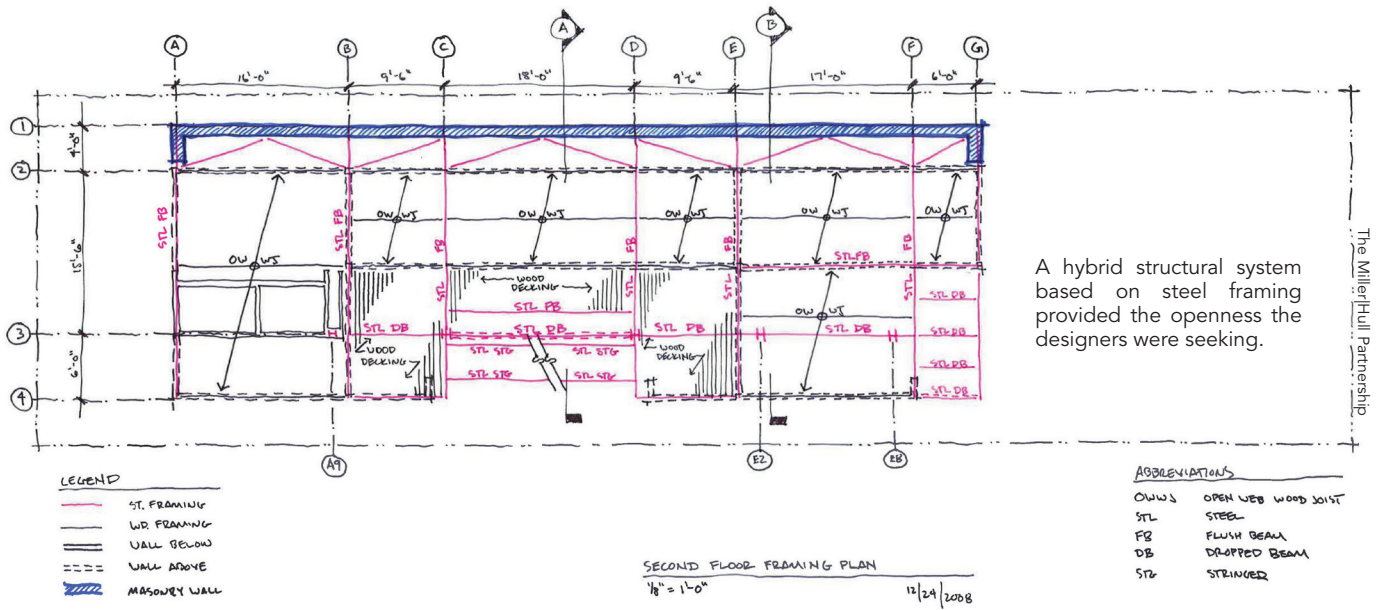 A
B
C
A
D
E
B
F
G
16'-0"
9'-6"
18'-0"
9'-6"
17'-0"
6'-0"
1
4'-0"
2
15'-6"
3
6'-0"
4
STL FB
STL FB
STL FB
STL FB
STL FB
STL FB
OW WJ
OW WJ
OW WJ
OW WJ
OW WJ
OW WJ
OW WJ
STL FB
WOOD
DECKING
STL FB
STL DB
STL DB
STL DB
STL DB
WOOD
DECKING
WOOD
DECKING
STL STG
STL STG
STL STG
STL STG
STL DB
STL DB
STL DB
STL DB
A9
E2
E8
A hybrid structural system
based on steel framing
provided the openness the
designers were seeking.
The Miller|Hull Partnership
LEGEND
ST. FRAMING
WD. FRAMING
WALL BELOW
WALL ABOVE
MASONRY WALL
SECOND FLOOR FRAMING PLAN
1/8" = 1'-0"
12/24/2008
ABBREVIATIONS
OWWJ OPEN WEB WOOD JOIST
STL STEEL
FB FLUSH BEAM
DB DROPPED BEAM
STG STRINGER